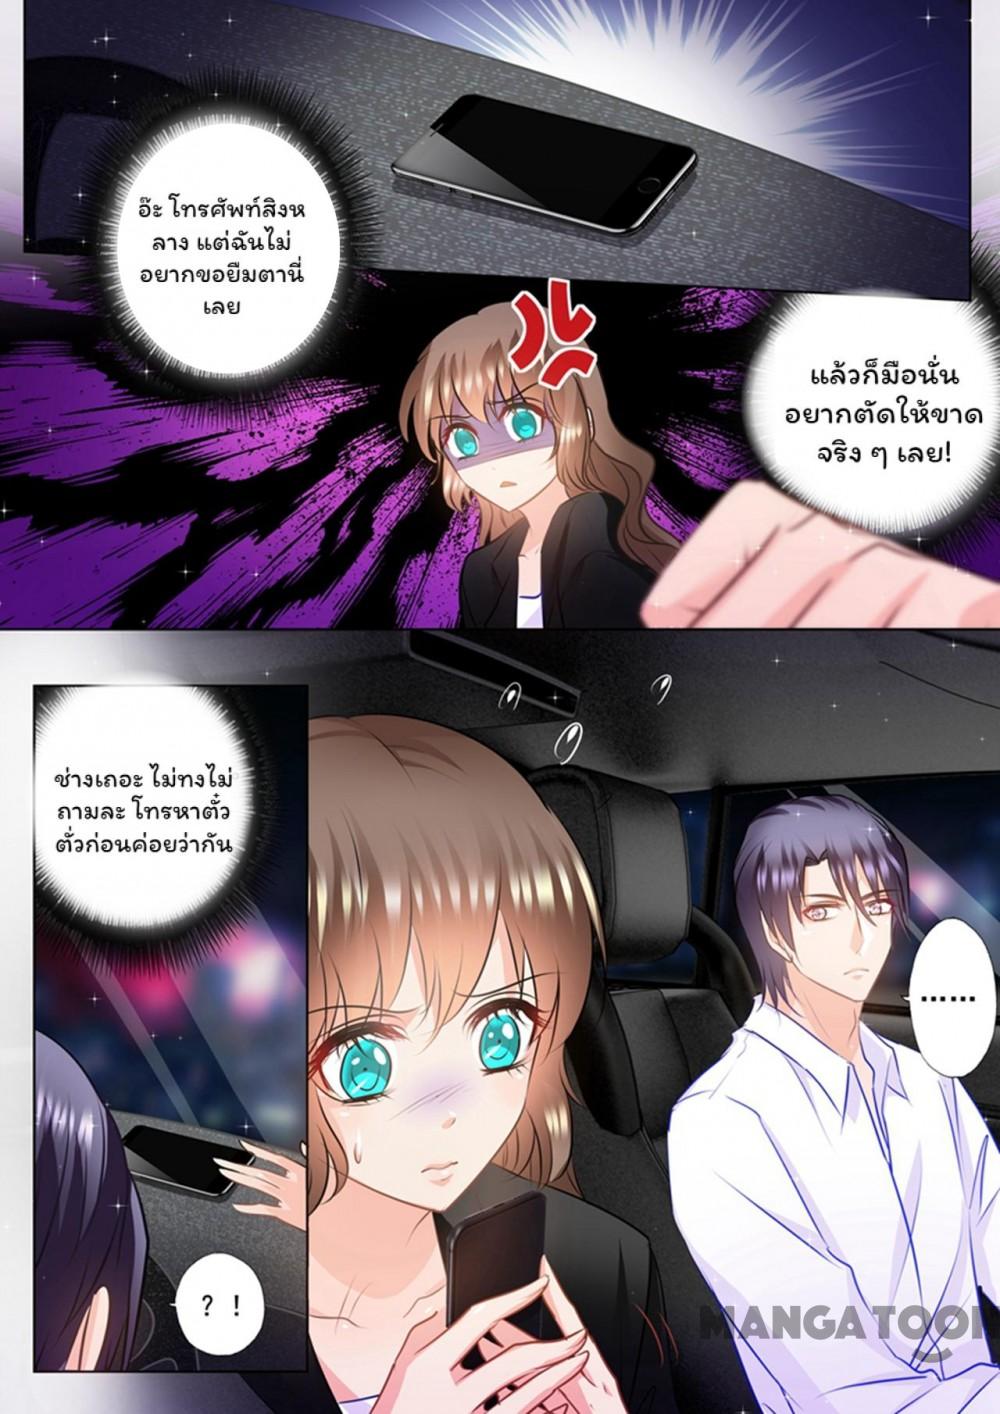 อ๊ะ โทรศัพท์สิงห
ลาง แต่ฉันไม่
อยากขอยืมตานี่
เลย
แล้วก็มือนั่น
อยากตัดให้ขาด
จริง ๆ เลย!
ช่างเถอะ ไม่ทงไม่
ถามละ โทรหาตั๋ว
ตั่วก่อนค่อยว่ากัน
.......
? !
MANGATOON